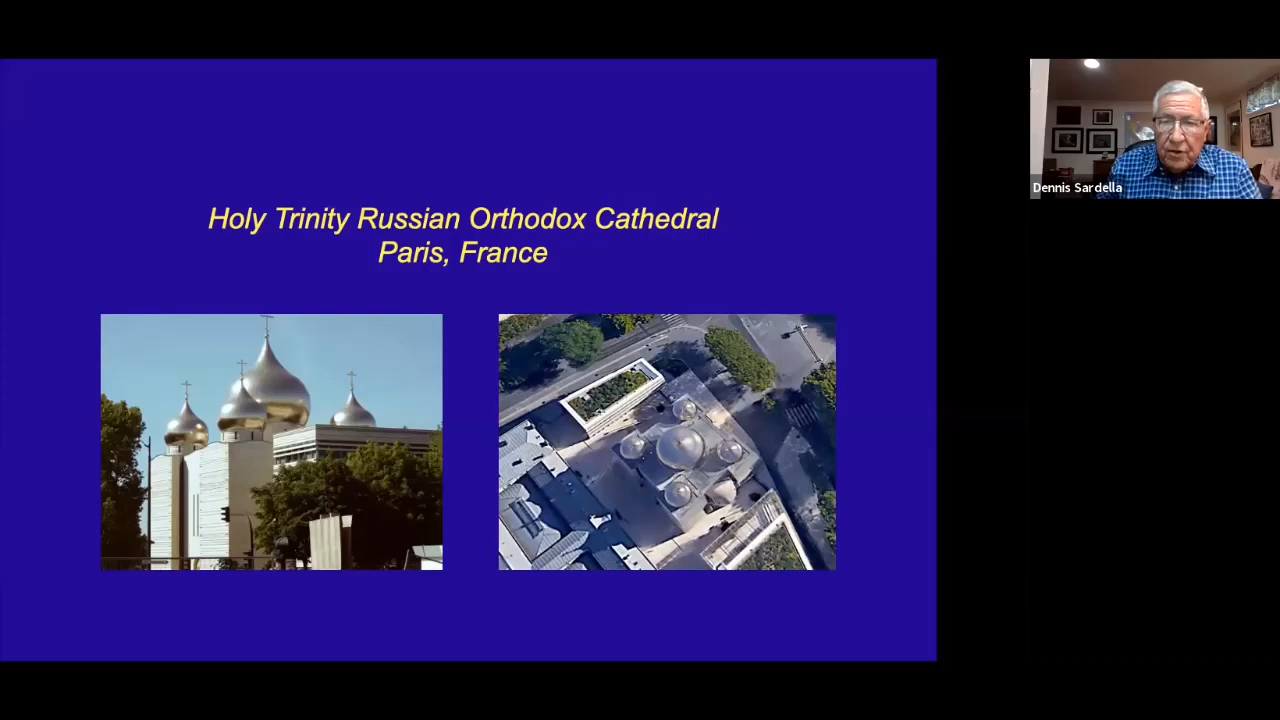 Holy Trinity Russian Orthodox Cathedral
Paris, France
Dennis Sardella